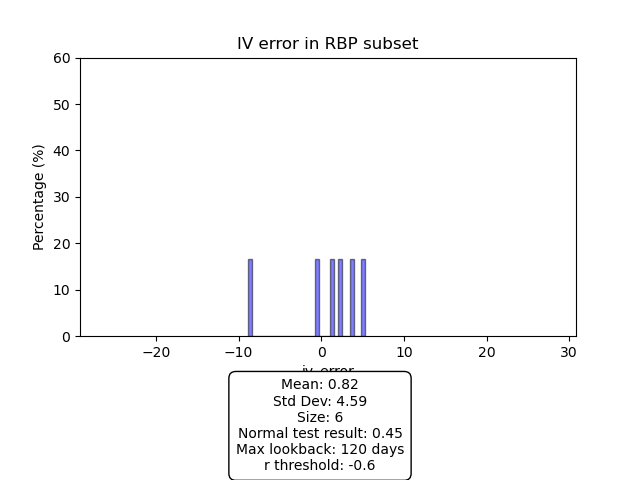 IV error in RBP subset
Percentage (%)
60
50
40
30
20
10
0
−20 −10 0 10 20 30
iv_error
Mean: 0.82
Std Dev: 4.59
Size: 6
Normal test result: 0.45
Max lookback: 120 days
r threshold: -0.6